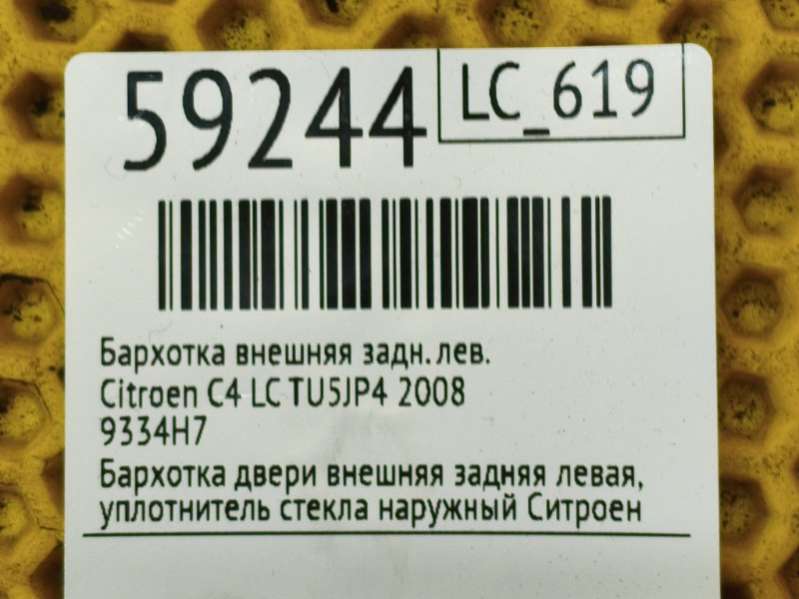 59244
LC_619
Бархотка внешняя задн. лев.
Citroen C4 LC TU5JP4 2008
9334H7
Бархотка двери внешняя задняя левая,
уплотнитель стекла наружный Ситроен